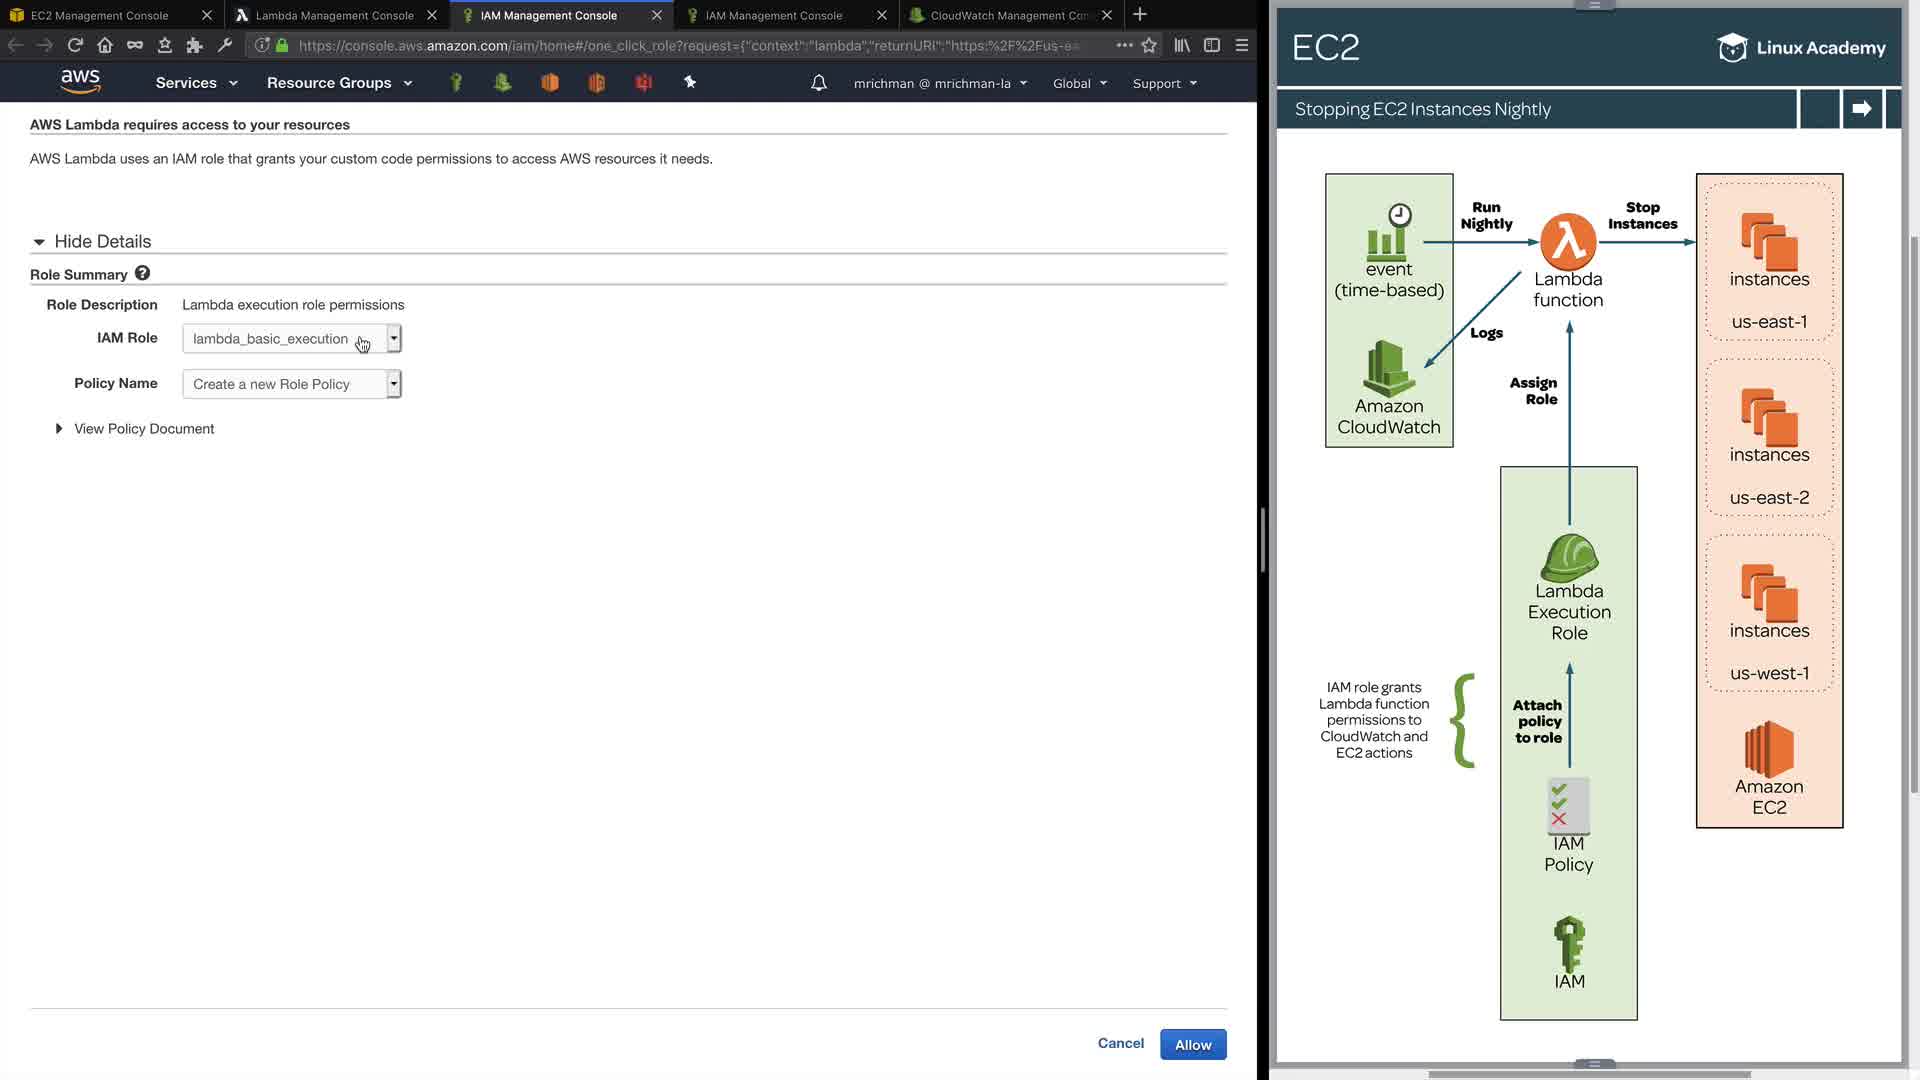 EC2 Management Console
Lambda Management Console
IAM Management Console
IAM Management Console
CloudWatch Management Con
https://console.aws.amazon.com/iam/home#/one_click_role?request={"context":"lambda","returnURI":"https:%2F%2Fus-ea
aws
Services
Resource Groups
mrichman @ mrichman-la
Global
Support
AWS Lambda requires access to your resources
AWS Lambda uses an IAM role that grants your custom code permissions to access AWS resources it needs.
Hide Details
Role Summary ?
Role Description Lambda execution role permissions
IAM Role lambda_basic_execution
Policy Name Create a new Role Policy
View Policy Document
Cancel
Allow
EC2
Linux Academy
Stopping EC2 Instances Nightly
event
(time-based)
Run
Nightly
Lambda
function
Stop
Instances
instances
us-east-1
Logs
Amazon
CloudWatch
Assign
Role
instances
us-east-2
Lambda
Execution
Role
instances
us-west-1
IAM role grants
Lambda function
permissions to
CloudWatch and
EC2 actions
Attach
policy
to role
Amazon
EC2
IAM
Policy
IAM